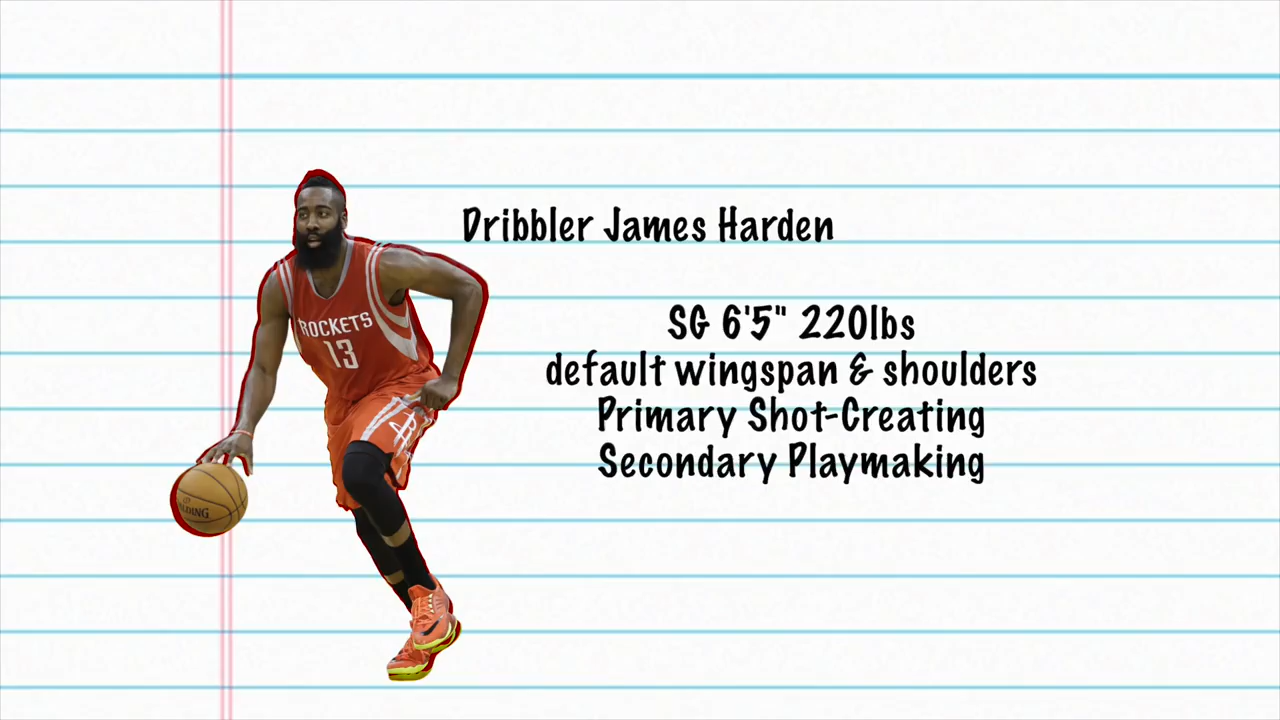 Dribbler James Harden
SG 6'5" 220lbs
default wingspan & shoulders
Primary Shot-Creating
Secondary Playmaking
ROCKETS
13